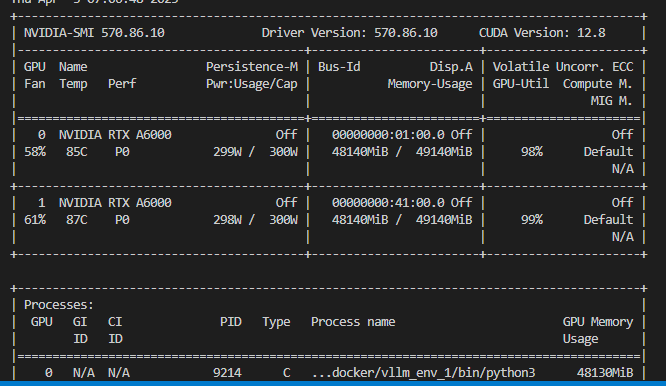 NVIDIA-SMI 570.86.10 Driver Version: 570.86.10 CUDA Version: 12.8
GPU Name Persistence-M | Bus-Id Disp.A | Volatile Uncorr. ECC
Fan Temp Perf Pwr:Usage/Cap | Memory-Usage | GPU-Util Compute M.
MIG M.
0 NVIDIA RTX A6000 Off | 00000000:01:00.0 Off | Off
58% 85C P0 299W / 300W | 48140MiB / 49140MiB | 98% Default
N/A
1 NVIDIA RTX A6000 Off | 00000000:41:00.0 Off | Off
61% 87C P0 298W / 300W | 48140MiB / 49140MiB | 99% Default
N/A
Processes:
GPU GI CI PID Type Process name GPU Memory
ID ID Usage
0 N/A N/A 9214 C ...docker/vllm_env_1/bin/python3 48130MiB